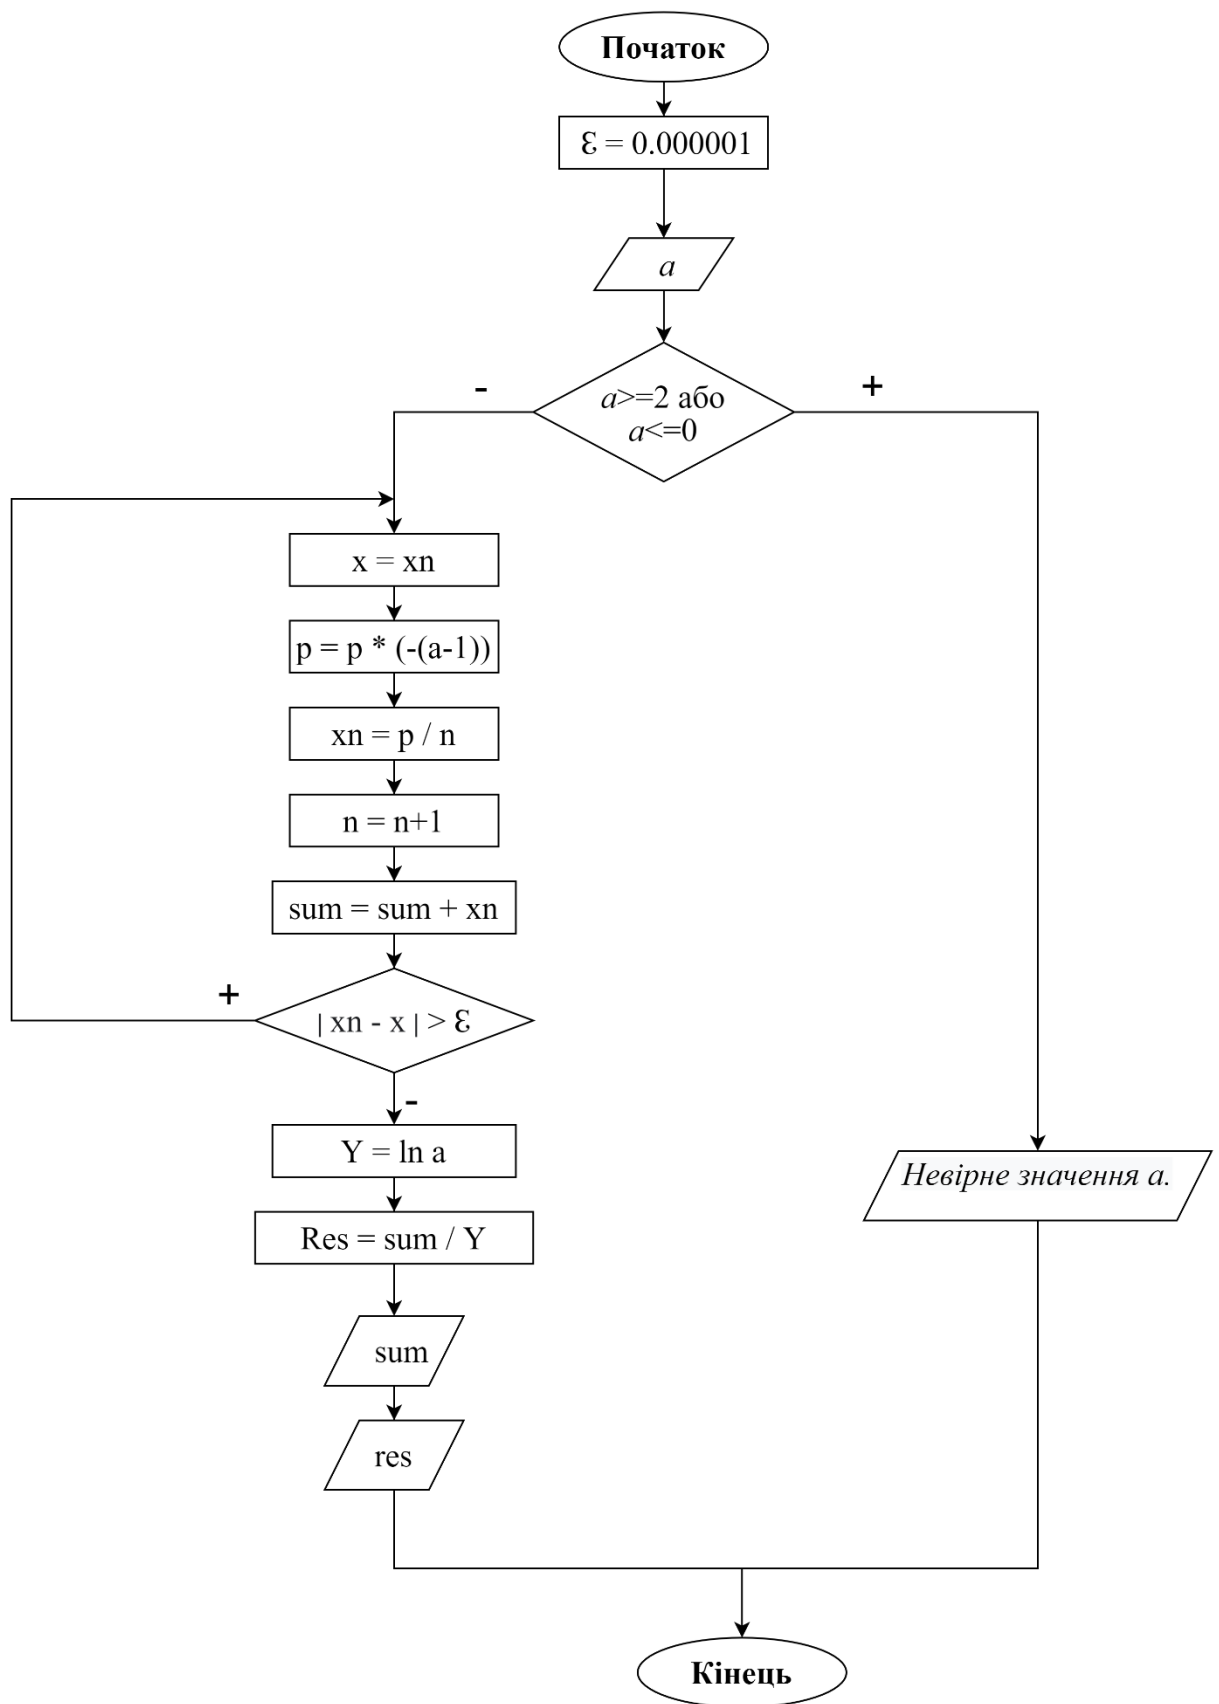 Початок
Ɛ = 0.000001
a
a>=2 або
a<=0
-
+
x = xn
p = p * (-(a-1))
xn = p / n
n = n+1
sum = sum + xn
+
| xn - x | > Ɛ
-
Y = ln a
Невірне значення a.
Res = sum / Y
sum
res
Кінець